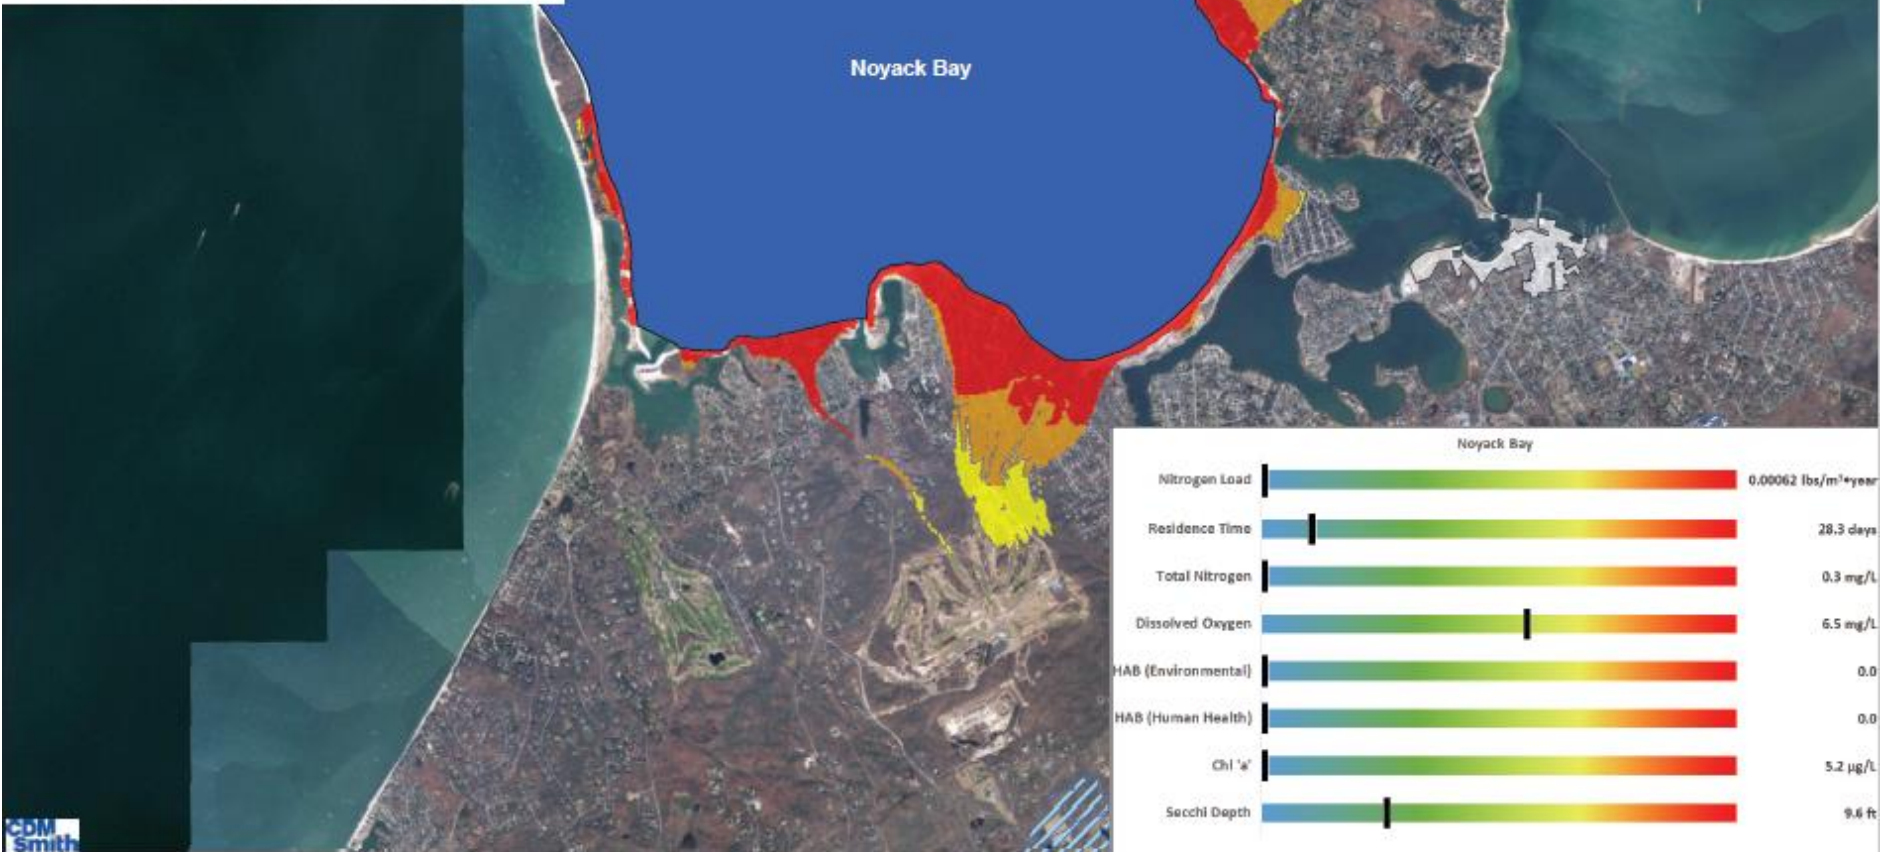 Noyack Bay
Noyack Bay
Nitrogen Load 0.00062 lbs/m³•year
Residence Time 28.3 days
Total Nitrogen 0.3 mg/L
Dissolved Oxygen 6.5 mg/L
HAB (Environmental) 0.0
HAB (Human Health) 0.0
Chl 'a' 5.2 µg/L
Secchi Depth 9.6 ft
CDM
Smith